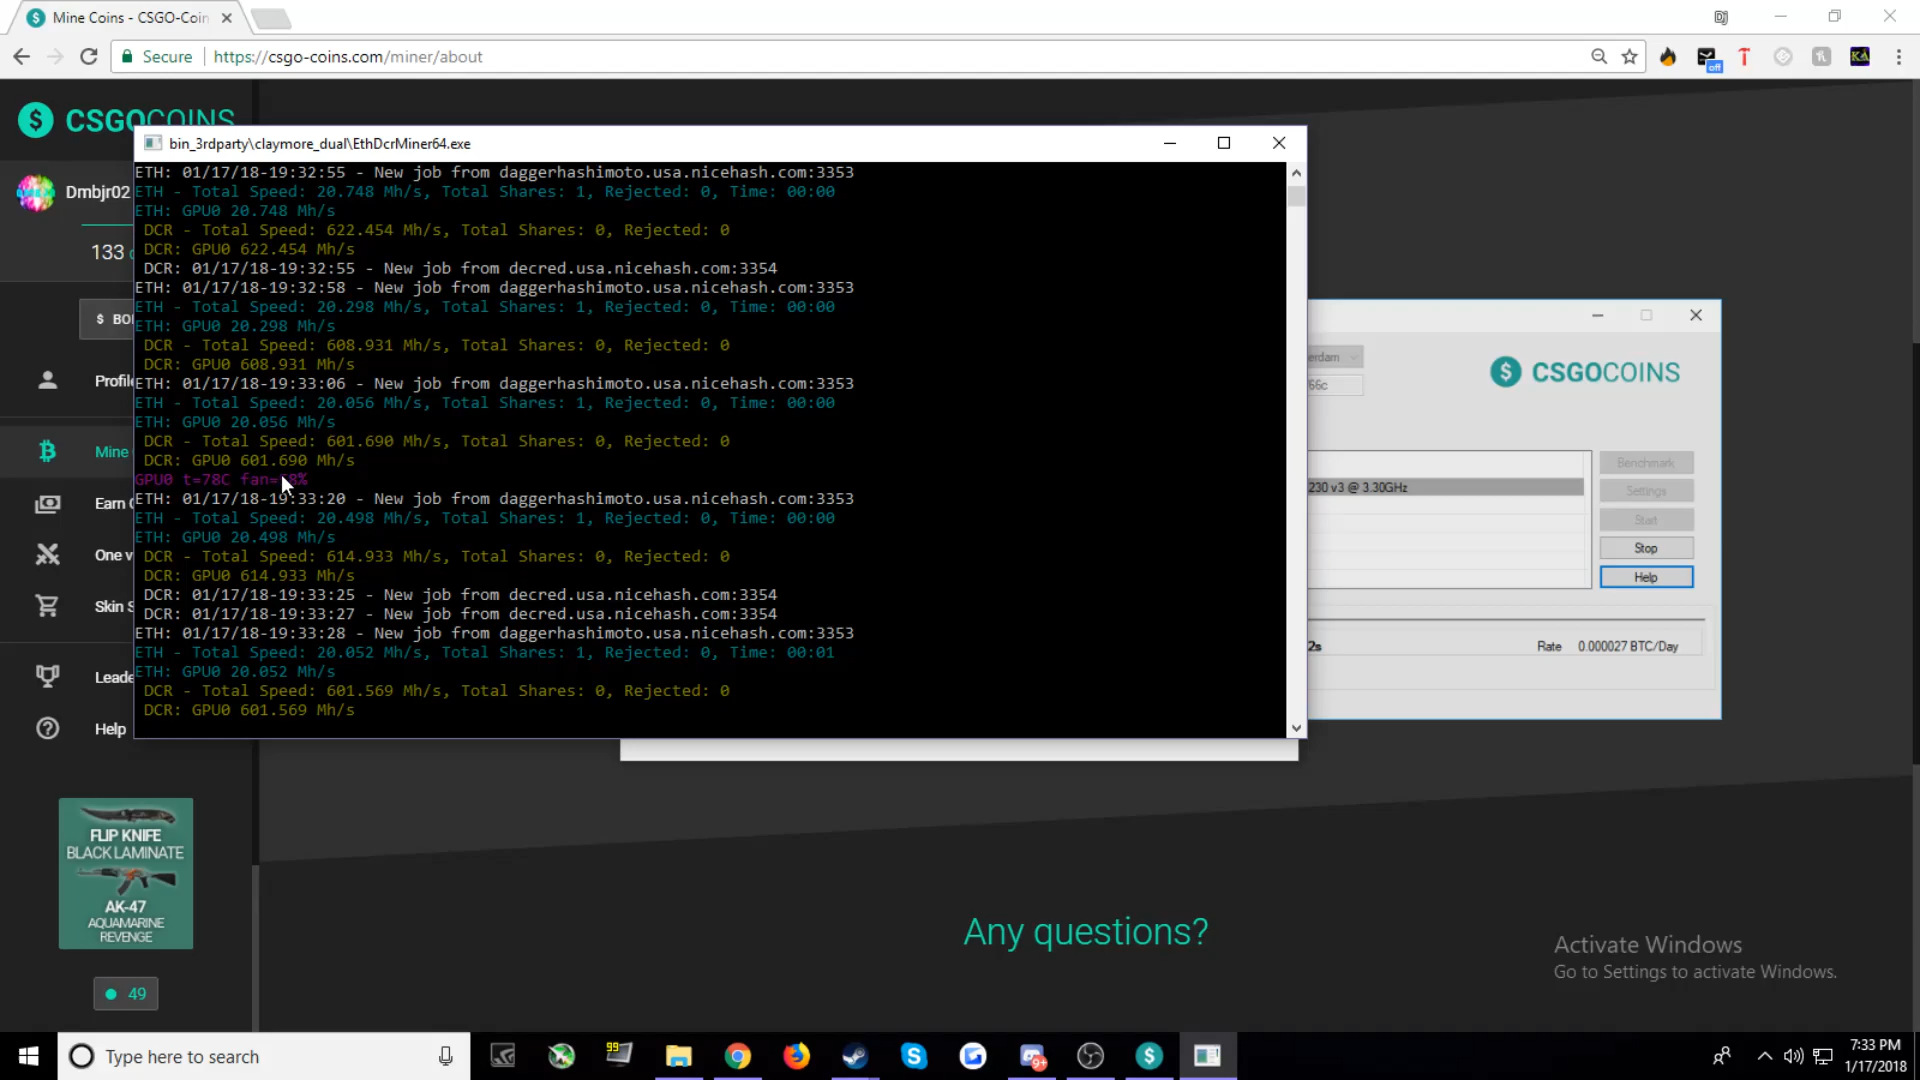 Mine Coins - CSGO-Coin
Secure
https://csgo-coins.com/miner/about
off
CSGOCOINS
Dmbjr02
133
$ BO
Profil
Mine
Earn
One v
Skin S
Leade
Help
FLIP KNIFE
BLACK LAMINATE
AK-47
AQUAMARINE
REVENGE
49
bin_3rdparty\claymore_dual\EthDcrMiner64.exe
ETH: 01/17/18-19:32:55 - New job from daggerhashimoto.usa.nicehash.com:3353
ETH - Total Speed: 20.748 Mh/s, Total Shares: 1, Rejected: 0, Time: 00:00
ETH: GPU0 20.748 Mh/s
DCR - Total Speed: 622.454 Mh/s, Total Shares: 0, Rejected: 0
DCR: GPU0 622.454 Mh/s
DCR: 01/17/18-19:32:55 - New job from decred.usa.nicehash.com:3354
ETH: 01/17/18-19:32:58 - New job from daggerhashimoto.usa.nicehash.com:3353
ETH - Total Speed: 20.298 Mh/s, Total Shares: 1, Rejected: 0, Time: 00:00
ETH: GPU0 20.298 Mh/s
DCR - Total Speed: 608.931 Mh/s, Total Shares: 0, Rejected: 0
DCR: GPU0 608.931 Mh/s
ETH: 01/17/18-19:33:06 - New job from daggerhashimoto.usa.nicehash.com:3353
ETH - Total Speed: 20.056 Mh/s, Total Shares: 1, Rejected: 0, Time: 00:00
ETH: GPU0 20.056 Mh/s
DCR - Total Speed: 601.690 Mh/s, Total Shares: 0, Rejected: 0
DCR: GPU0 601.690 Mh/s
GPU0 t=78C
ETH: 01/17/18-19:33:20 - New job from daggerhashimoto.usa.nicehash.com:3353
ETH - Total Speed: 20.498 Mh/s, Total Shares: 1, Rejected: 0, Time: 00:00
ETH: GPU0 20.498 Mh/s
DCR - Total Speed: 614.933 Mh/s, Total Shares: 0, Rejected: 0
DCR: GPU0 614.933 Mh/s
DCR: 01/17/18-19:33:25 - New job from decred.usa.nicehash.com:3354
DCR: 01/17/18-19:33:27 - New job from decred.usa.nicehash.com:3354
ETH: 01/17/18-19:33:28 - New job from daggerhashimoto.usa.nicehash.com:3353
ETH - Total Speed: 20.052 Mh/s, Total Shares: 1, Rejected: 0, Time: 00:01
ETH: GPU0 20.052 Mh/s
DCR - Total Speed: 601.569 Mh/s, Total Shares: 0, Rejected: 0
DCR: GPU0 601.569 Mh/s
erdam
66c
CSGOCOINS
230 v3 @ 3.30GHz
Benchmark
Settings
Start
Stop
Help
2s
Rate 0.000027 BTC/Day
Any questions?
Activate Windows
Go to Settings to activate Windows.
Type here to search
99
9+
7:33 PM
1/17/2018